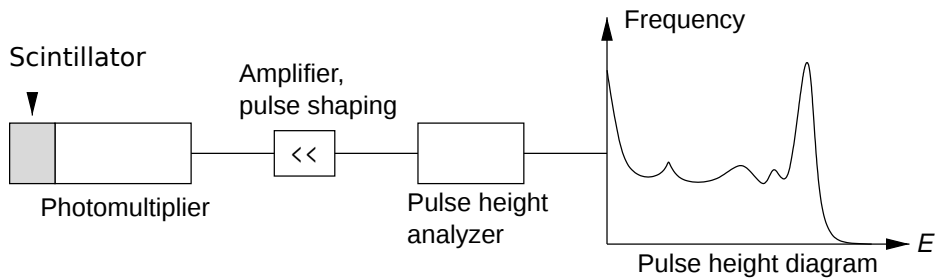 Scintillator
Photomultiplier
Amplifier,
pulse shaping
<<
Pulse height
analyzer
Frequency
E
Pulse height diagram